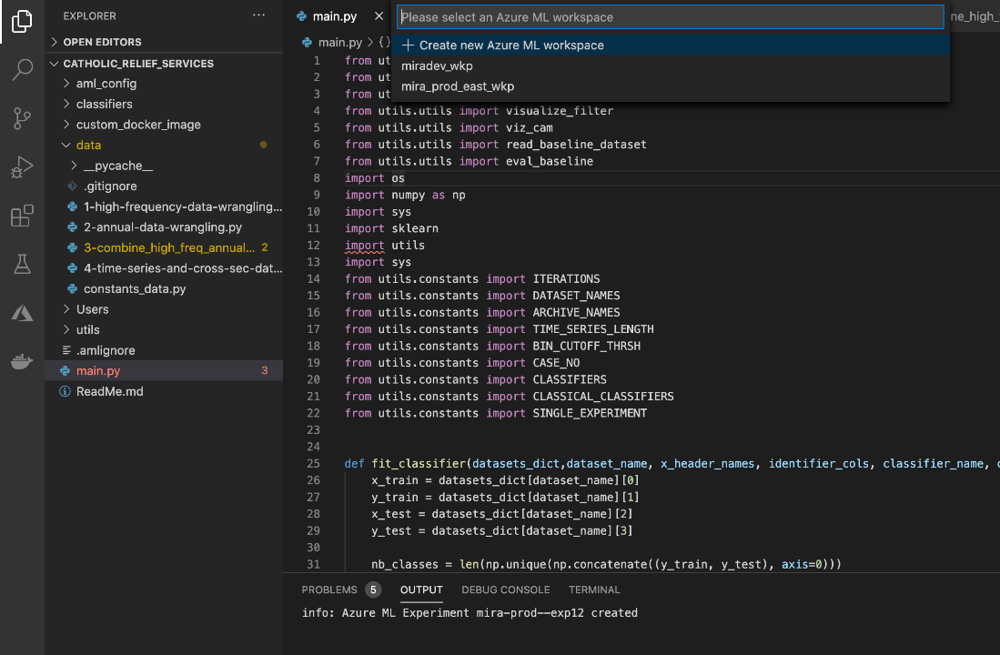 EXPLORER
OPEN EDITORS
CATHOLIC_RELIEF_SERVICES
aml_config
classifiers
custom_docker_image
data
__pycache__
.gitignore
1-high-frequency-data-wrangling...
2-annual-data-wrangling.py
3-combine_high_freq_annual... 2
4-time-series-and-cross-sec-dat...
constants_data.py
Users
utils
.amlignore
main.py 3
ReadMe.md
main.py
ne_high_
main.py > {}
Please select an Azure ML workspace
Create new Azure ML workspace
miradev_wkp
mira_prod_east_wkp
1 from ut
2 from ut
3 from ut
4 from utils.utils import visualize_filter
5 from utils.utils import viz_cam
6 from utils.utils import read_baseline_dataset
7 from utils.utils import eval_baseline
8 import os
9 import numpy as np
10 import sys
11 import sklearn
12 import utils
13 import sys
14 from utils.constants import ITERATIONS
15 from utils.constants import DATASET_NAMES
16 from utils.constants import ARCHIVE_NAMES
17 from utils.constants import TIME_SERIES_LENGTH
18 from utils.constants import BIN_CUTOFF_THRSH
19 from utils.constants import CASE_NO
20 from utils.constants import CLASSIFIERS
21 from utils.constants import CLASSICAL_CLASSIFIERS
22 from utils.constants import SINGLE_EXPERIMENT
23
24
25 def fit_classifier(datasets_dict,dataset_name, x_header_names, identifier_cols, classifier_name,
26 x_train = datasets_dict[dataset_name][0]
27 y_train = datasets_dict[dataset_name][1]
28 x_test = datasets_dict[dataset_name][2]
29 y_test = datasets_dict[dataset_name][3]
30
31 nb_classes = len(np.unique(np.concatenate((y_train, y_test), axis=0)))
PROBLEMS 5 OUTPUT DEBUG CONSOLE TERMINAL
info: Azure ML Experiment mira-prod--exp12 created